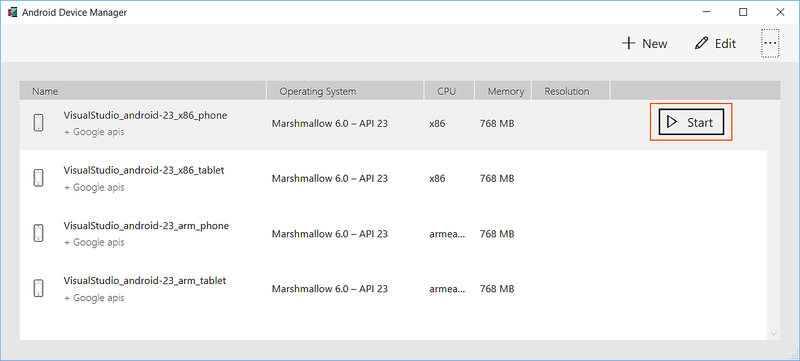 Android Device Manager
New Edit ...
Name Operating System CPU Memory Resolution
VisualStudio_android-23_x86_phone
+ Google apis
Marshmallow 6.0 – API 23 x86 768 MB
Start
VisualStudio_android-23_x86_tablet
+ Google apis
Marshmallow 6.0 – API 23 x86 768 MB
VisualStudio_android-23_arm_phone
+ Google apis
Marshmallow 6.0 – API 23 armea... 768 MB
VisualStudio_android-23_arm_tablet
+ Google apis
Marshmallow 6.0 – API 23 armea... 768 MB